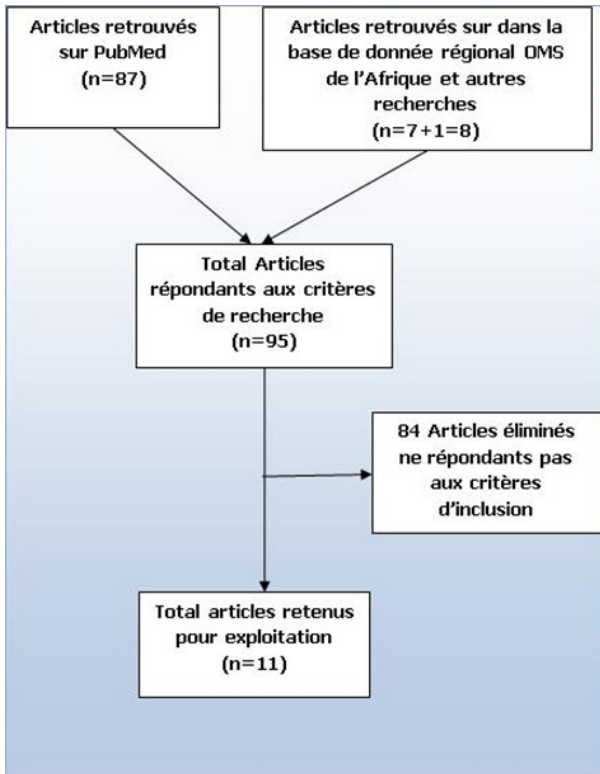 Articles retrouvés
sur PubMed
(n=87)
Articles retrouvés sur dans la
base de donnée régional OMS
de l'Afrique et autres
recherches
(n=7+1=8)
Total Articles
répondants aux critères
de recherche
(n=95)
84 Articles éliminés
ne répondants pas
aux critères
d'inclusion
Total articles retenus
pour exploitation
(n=11)